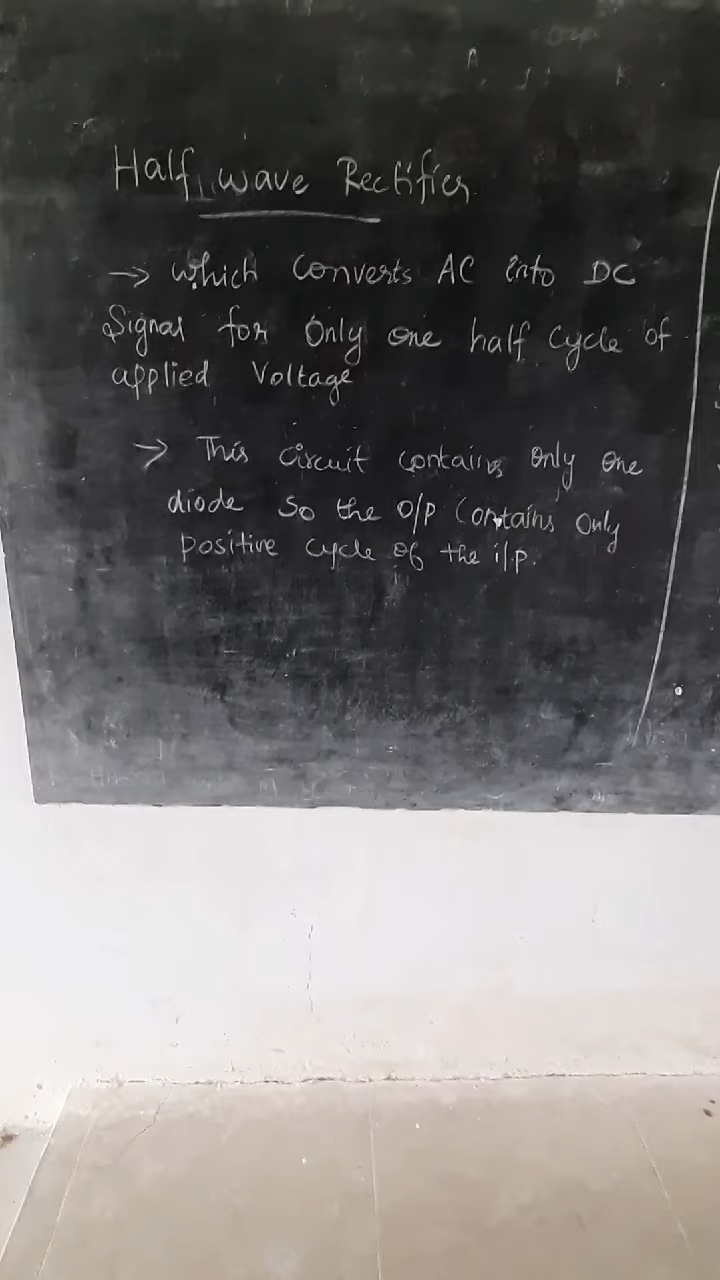 Half wave Rectifier
→ Which Converts AC into DC
Signal for Only one half Cycle of
applied Voltage
→ This circuit contains only one
diode so the O/P Contains Only
positive cycle of the i/p.